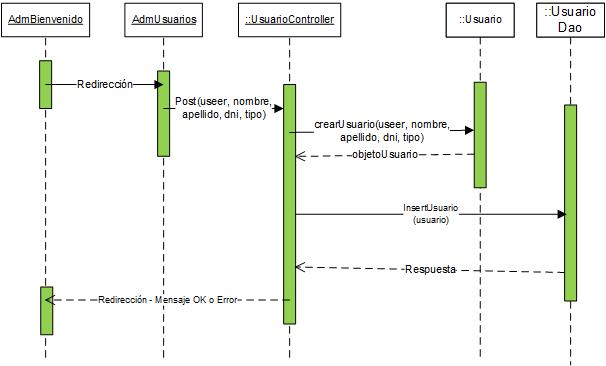 AdmBienvenido
AdmUsuarios
::UsuarioController
::Usuario
::Usuario
Dao
Redirección
Post(useer, nombre,
apellido, dni, tipo)
crearUsuario(useer, nombre,
apellido, dni, tipo)
objetoUsuario
InsertUsuario
(usuario)
Respuesta
Redirección - Mensaje OK o Error